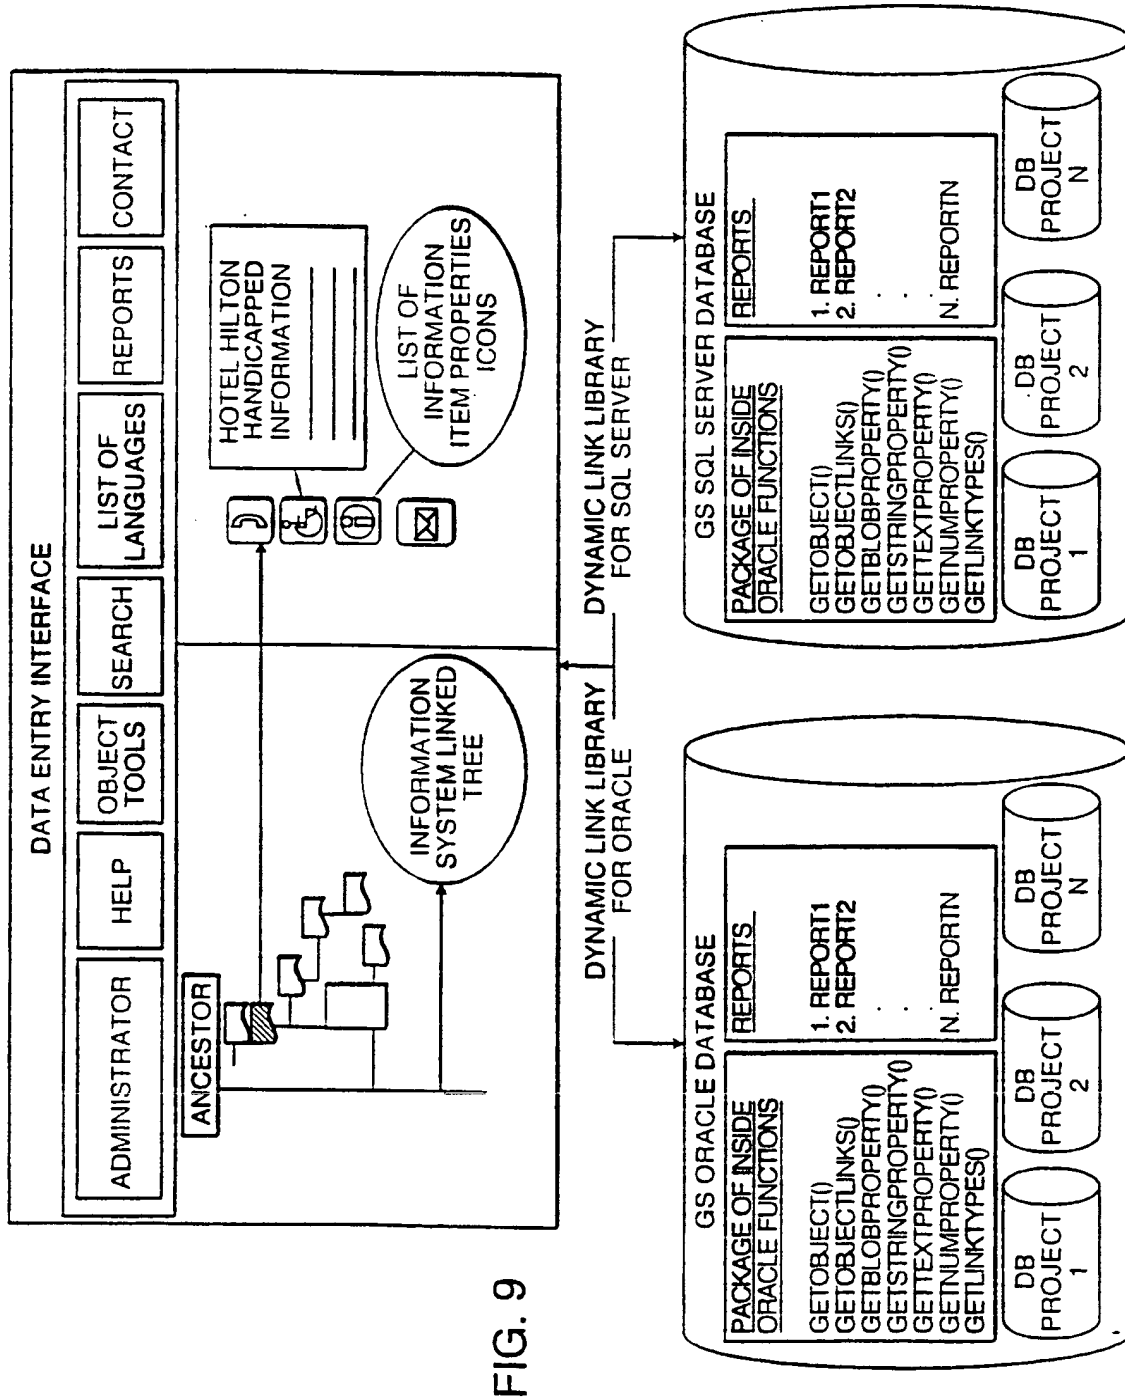 DATA ENTRY INTERFACE
ADMINISTRATOR
HELP
OBJECT
TOOLS
SEARCH
LIST OF
LANGUAGES
REPORTS
CONTACT
ANCESTOR
INFORMATION
SYSTEM LINKED
TREE
HOTEL HILTON
HANDICAPPED
INFORMATION
LIST OF
INFORMATION
ITEM PROPERTIES
ICONS
FIG. 9
DYNAMIC LINK LIBRARY
FOR ORACLE
DYNAMIC LINK LIBRARY
FOR SQL SERVER
GS ORACLE DATABASE
PACKAGE OF INSIDE
ORACLE FUNCTIONS
GETOBJECT()
GETOBJECTLINKS()
GETBLOBPROPERTY()
GETSTRINGPROPERTY()
GETTEXTPROPERTY()
GETNUMPROPERTY()
GETLINKTYPES()
REPORTS
1. REPORT1
2. REPORT2
.
.
N. REPORTN
DB
PROJECT
1
DB
PROJECT
2
DB
PROJECT
N
GS SQL SERVER DATABASE
PACKAGE OF INSIDE
ORACLE FUNCTIONS
GETOBJECT()
GETOBJECTLINKS()
GETBLOBPROPERTY()
GETSTRINGPROPERTY()
GETTEXTPROPERTY()
GETNUMPROPERTY()
GETLINKTYPES()
REPORTS
1. REPORT1
2. REPORT2
.
.
N. REPORTN
DB
PROJECT
1
DB
PROJECT
2
DB
PROJECT
N